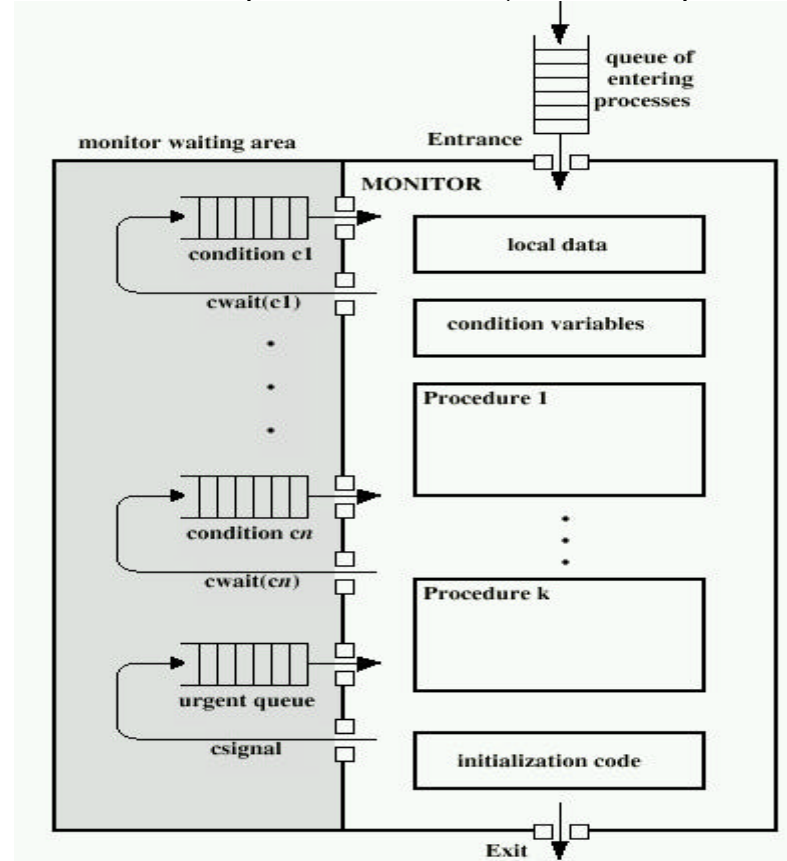 queue of
entering
processes
monitor waiting area
Entrance
MONITOR
condition c1
cwait(c1)
local data
condition variables
Procedure 1
condition cn
cwait(cn)
Procedure k
urgent queue
csignal
initialization code
Exit